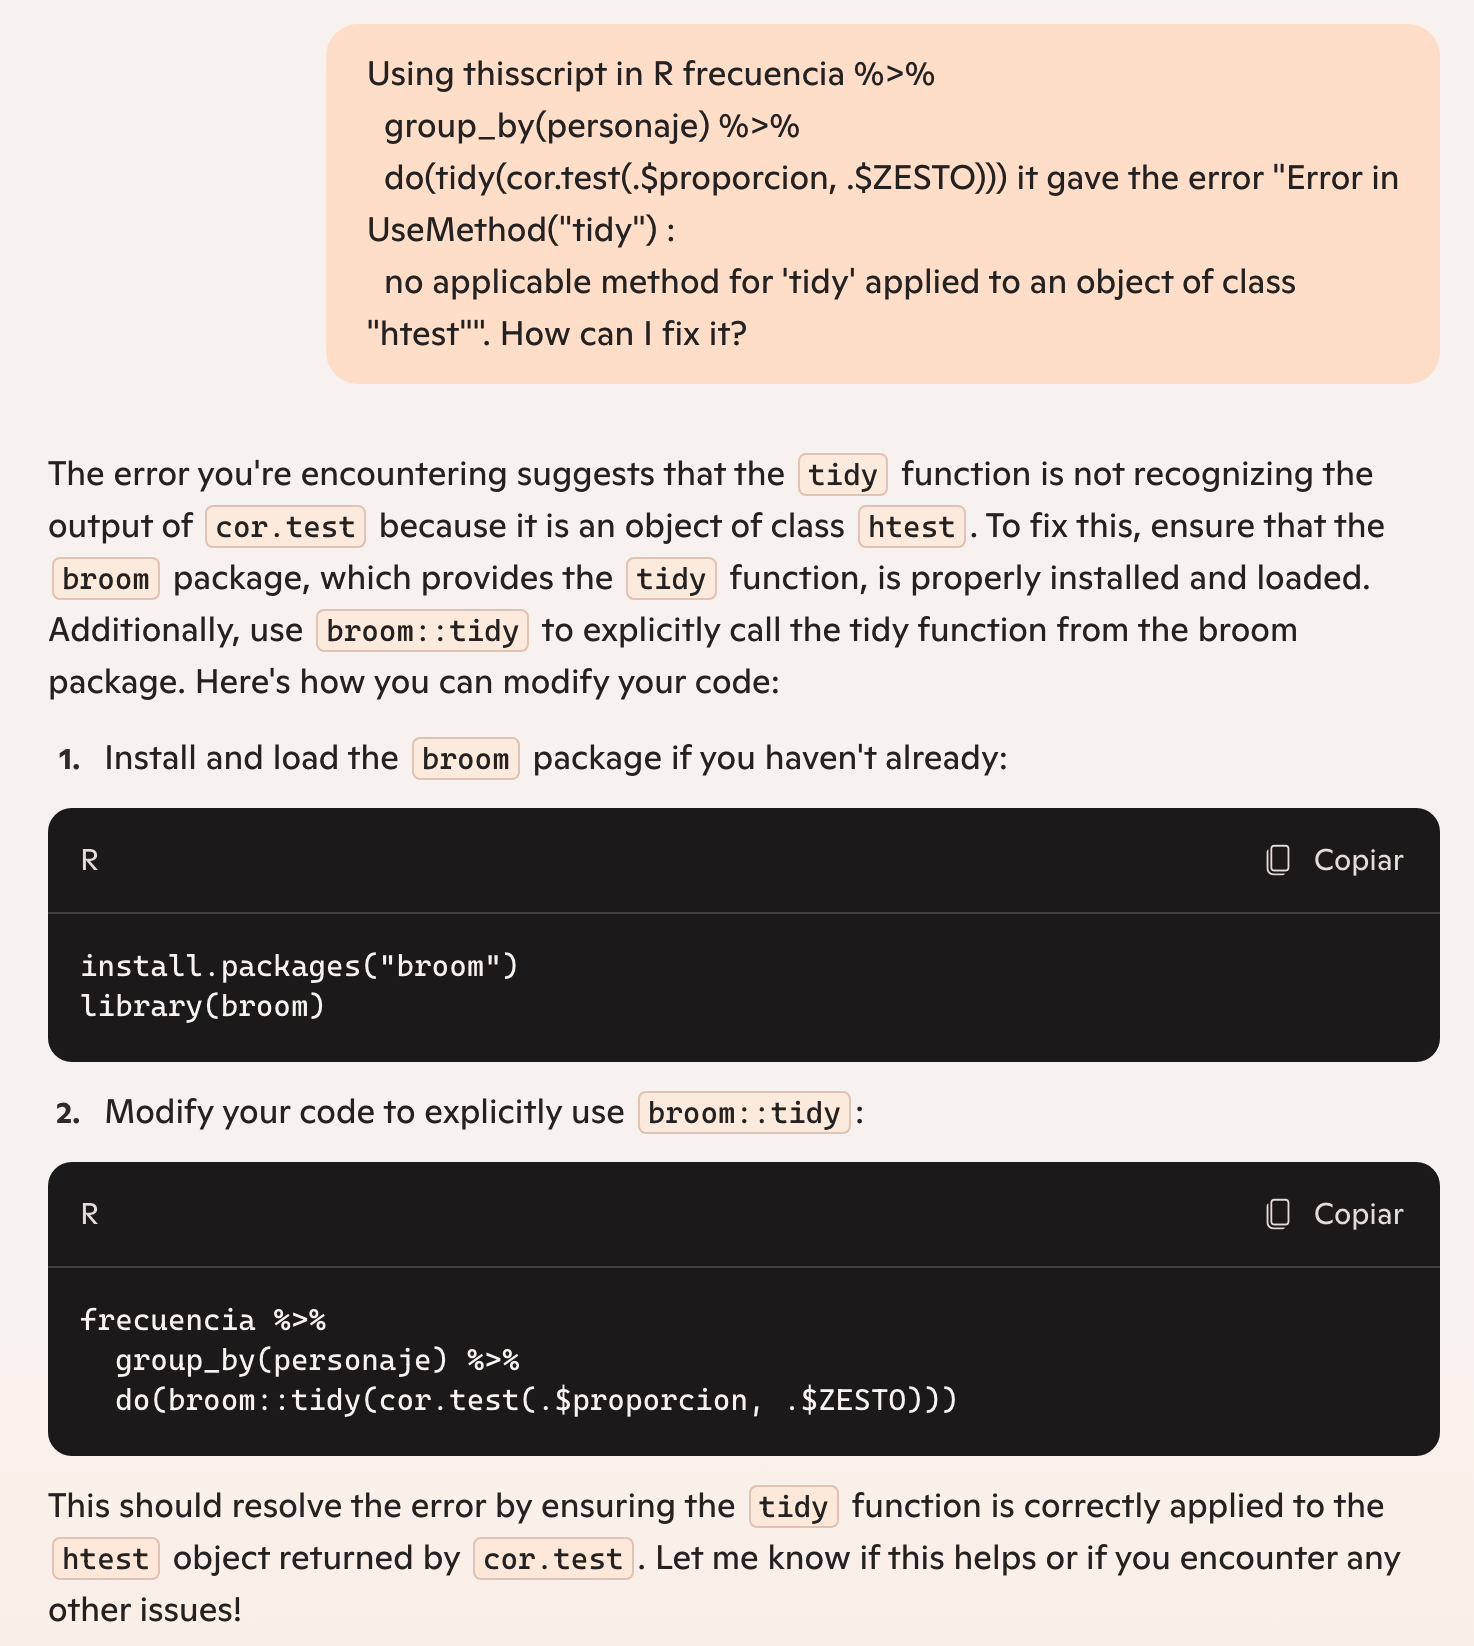 Using thisscript in R frecuencia %>%
group_by(personaje) %>%
do(tidy(cor.test(.$proporcion, .$ZESTO))) it gave the error "Error in
UseMethod("tidy") :
no applicable method for 'tidy' applied to an object of class
"htest"". How can I fix it?
The error you're encountering suggests that the tidy function is not recognizing the
output of cor.test because it is an object of class htest. To fix this, ensure that the
broom package, which provides the tidy function, is properly installed and loaded.
Additionally, use broom::tidy to explicitly call the tidy function from the broom
package. Here's how you can modify your code:
1. Install and load the broom package if you haven't already:
R Copiar
install.packages("broom")
library(broom)
2. Modify your code to explicitly use broom::tidy:
R Copiar
frecuencia %>%
group_by(personaje) %>%
do(broom::tidy(cor.test(.$proporcion, .$ZESTO)))
This should resolve the error by ensuring the tidy function is correctly applied to the
htest object returned by cor.test. Let me know if this helps or if you encounter any
other issues!